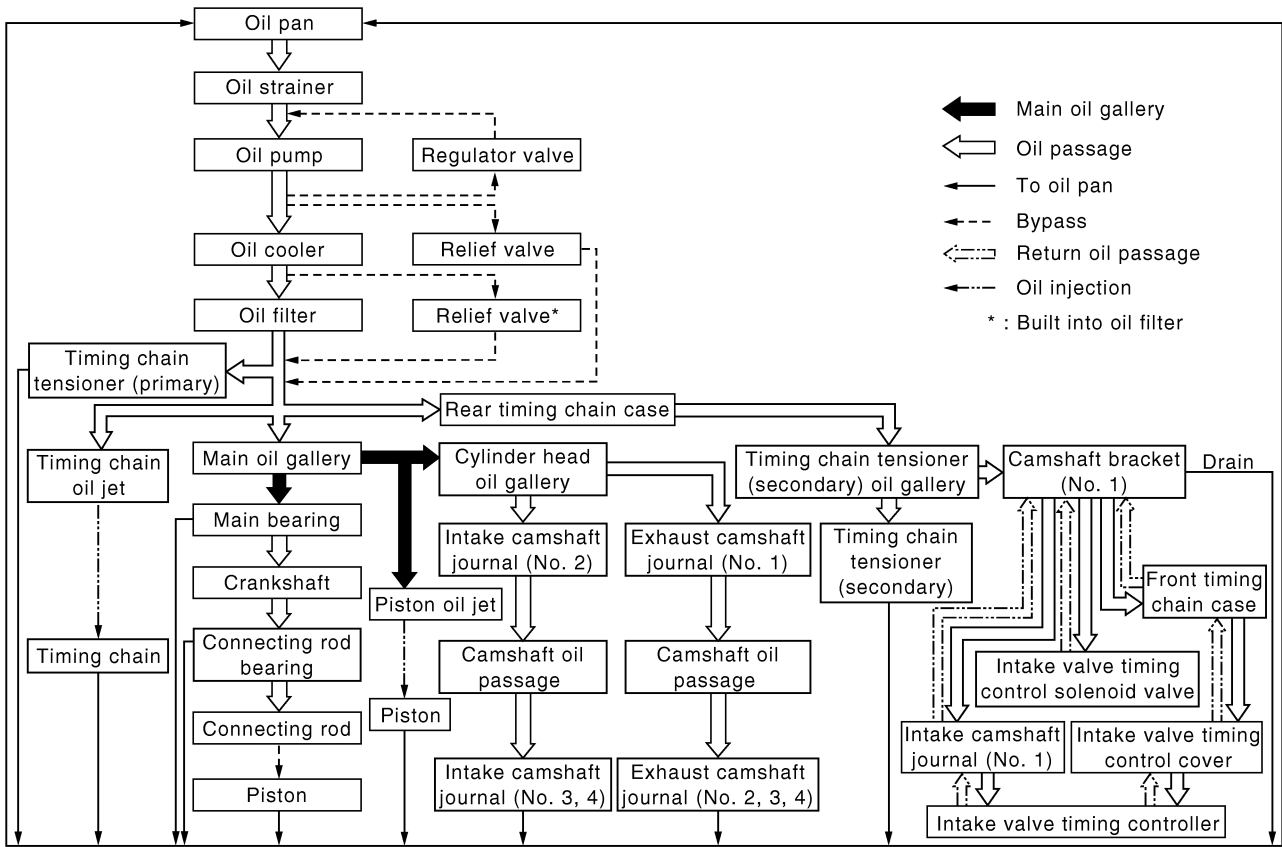 Oil pan
Oil strainer
Oil pump
Regulator valve
Oil cooler
Relief valve
Oil filter
Relief valve*
Main oil gallery
Oil passage
To oil pan
Bypass
Return oil passage
Oil injection
* : Built into oil filter
Timing chain
tensioner (primary)
Rear timing chain case
Timing chain
oil jet
Main oil gallery
Cylinder head
oil gallery
Timing chain tensioner
(secondary) oil gallery
Camshaft bracket
(No. 1)
Drain
Main bearing
Intake camshaft
journal (No. 2)
Exhaust camshaft
journal (No. 1)
Timing chain
tensioner
(secondary)
Crankshaft
Piston oil jet
Front timing
chain case
Timing chain
Connecting rod
bearing
Camshaft oil
passage
Camshaft oil
passage
Intake valve timing
control solenoid valve
Connecting rod
Piston
Intake camshaft
journal (No. 1)
Intake valve timing
control cover
Piston
Intake camshaft
journal (No. 3, 4)
Exhaust camshaft
journal (No. 2, 3, 4)
Intake valve timing controller